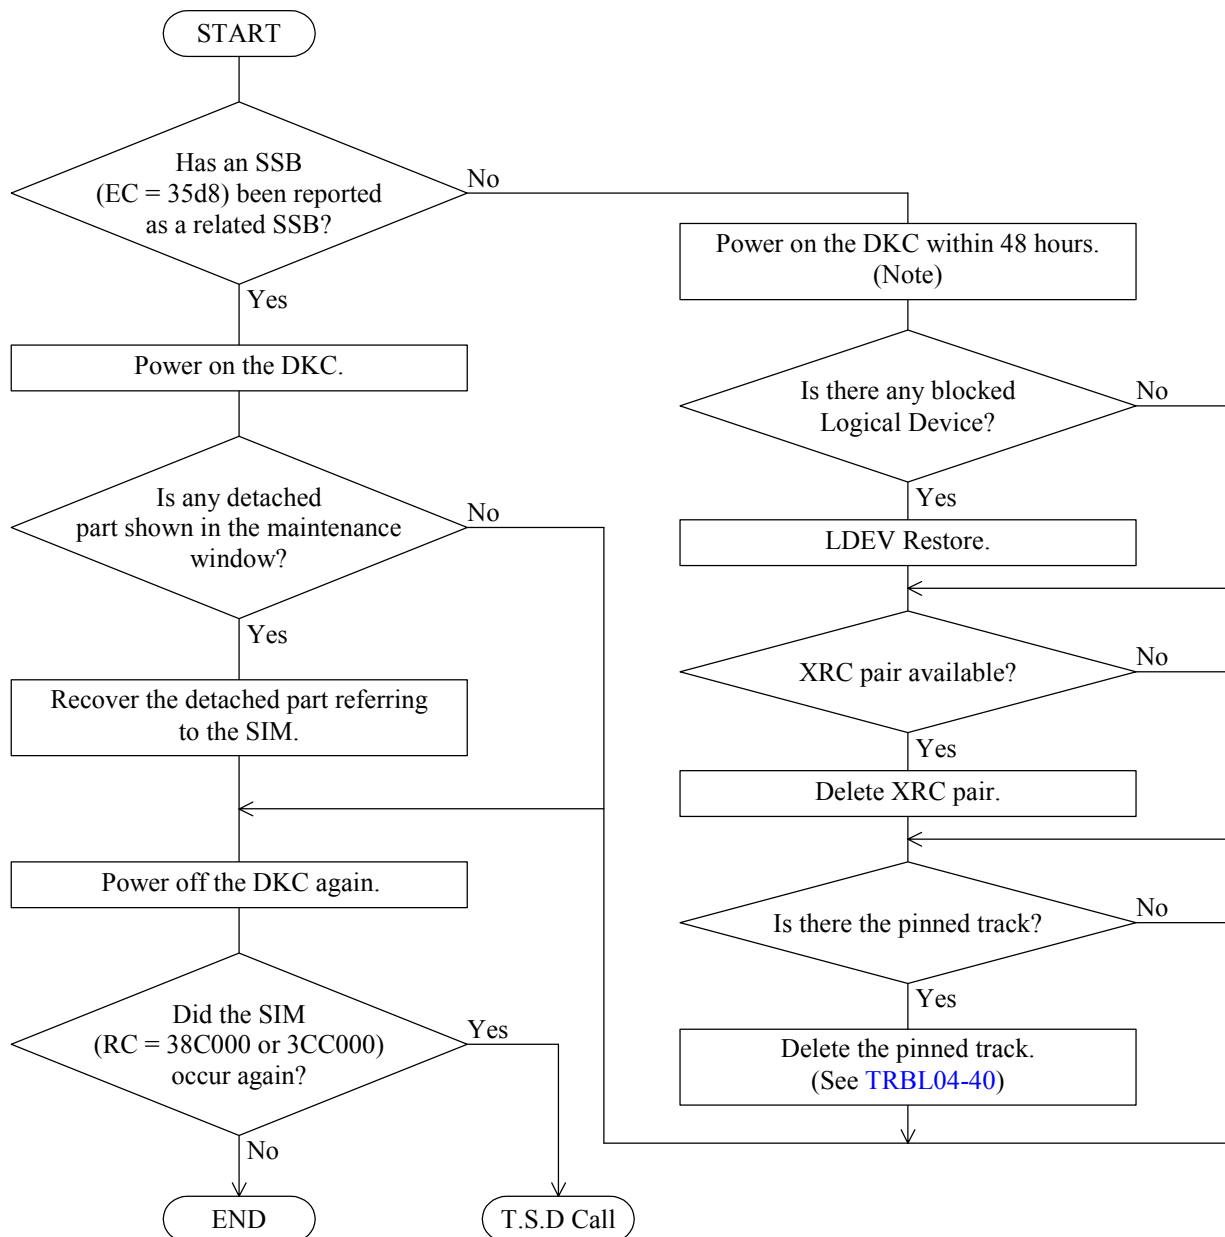 START
Has an SSB
(EC = 35d8) been reported
as a related SSB?
No
Yes
Power on the DKC.
Is any detached
part shown in the maintenance
window?
No
Yes
Recover the detached part referring
to the SIM.
Power off the DKC again.
Did the SIM
(RC = 38C000 or 3CC000)
occur again?
Yes
No
END
T.S.D Call
Power on the DKC within 48 hours.
(Note)
Is there any blocked
Logical Device?
No
Yes
LDEV Restore.
XRC pair available?
No
Yes
Delete XRC pair.
Is there the pinned track?
No
Yes
Delete the pinned track.
(See TRBL04-40)